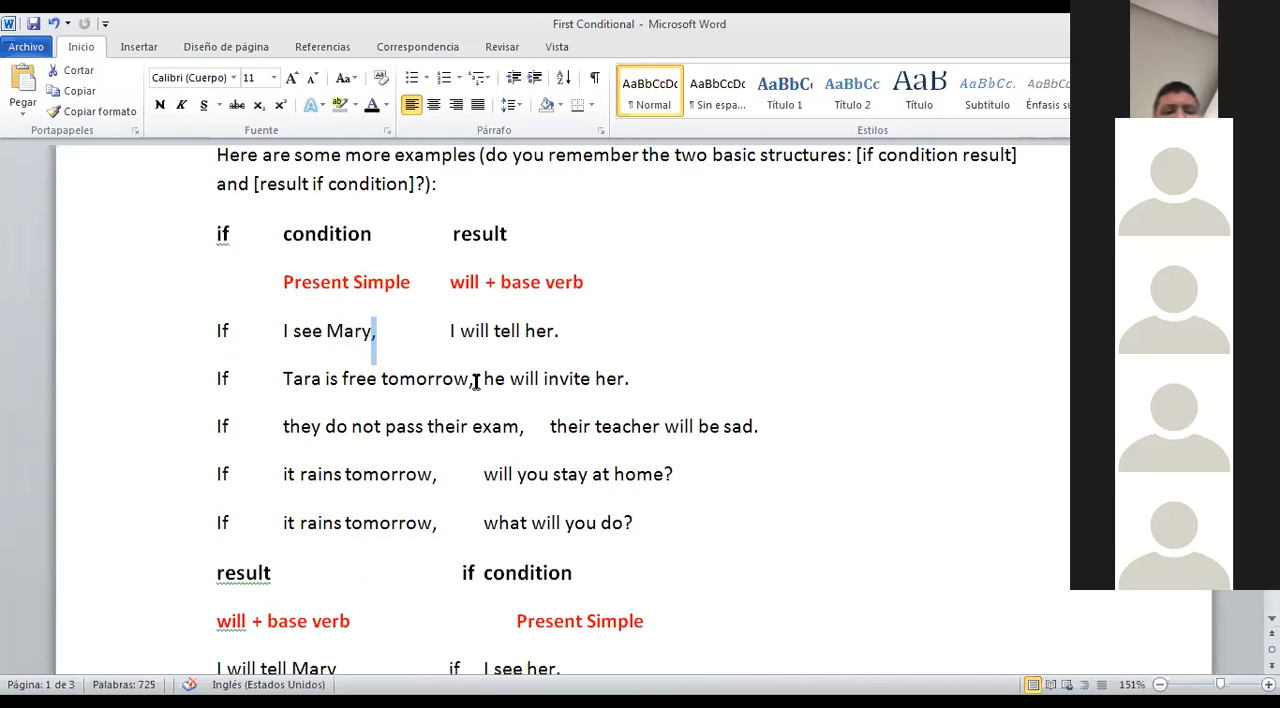 First Conditional - Microsoft Word
Archivo Inicio Insertar Diseño de página Referencias Correspondencia Revisar Vista
Pegar
Cortar
Copiar
Copiar formato
Portapapeles
Calibri (Cuerpo) 11
Fuente
Párrafo
AaBbCcDc AaBbCcDc AaBbC AaBbCc AaB AaBbCc. AaBbCcD
¶ Normal ¶ Sin espa... Título 1 Título 2 Título Subtítulo Énfasis su
Estilos
Here are some more examples (do you remember the two basic structures: [if condition result]
and [result if condition]?):
if condition result
Present Simple will + base verb
If I see Mary, I will tell her.
If Tara is free tomorrow, he will invite her.
If they do not pass their exam, their teacher will be sad.
If it rains tomorrow, will you stay at home?
If it rains tomorrow, what will you do?
result if condition
will + base verb Present Simple
I will tell Mary if I see her.
Página: 1 de 3 Palabras: 725 Inglés (Estados Unidos) 151%